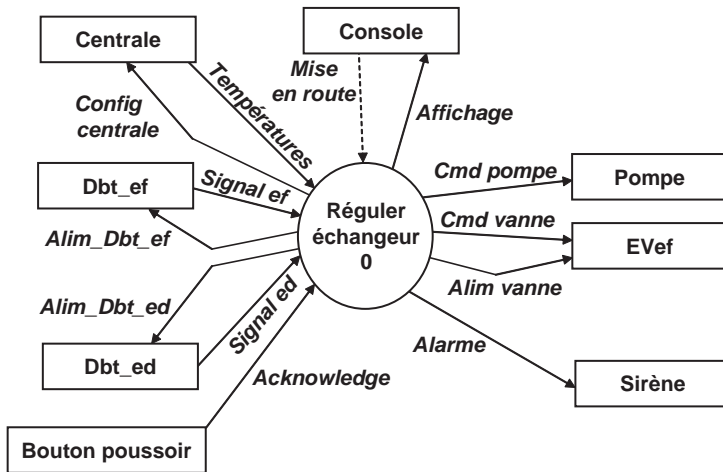 Centrale
Console
Mise
en route
Températures
Config
centrale
Affichage
Dbt_ef
Signal ef
Cmd pompe
Pompe
Réguler
échangeur
0
Cmd vanne
EVef
Alim_Dbt_ef
Alim vanne
Alim_Dbt_ed
Signal ed
Alarme
Dbt_ed
Acknowledge
Sirène
Bouton poussoir